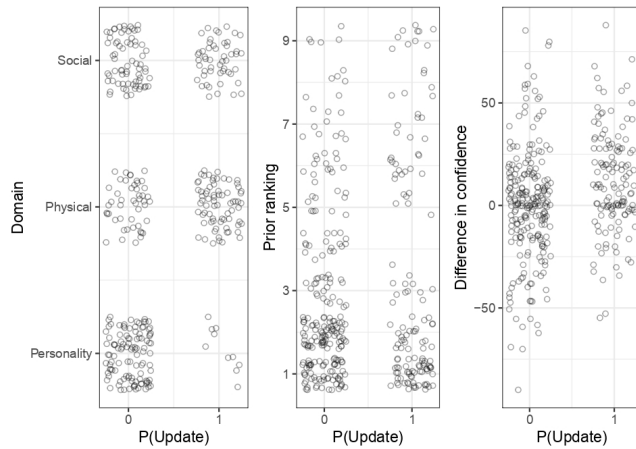 Domain
Social
Physical
Personality
0
1
P(Update)
Prior ranking
9
7
5
3
1
0
1
P(Update)
Difference in confidence
50
0
−50
0
1
P(Update)